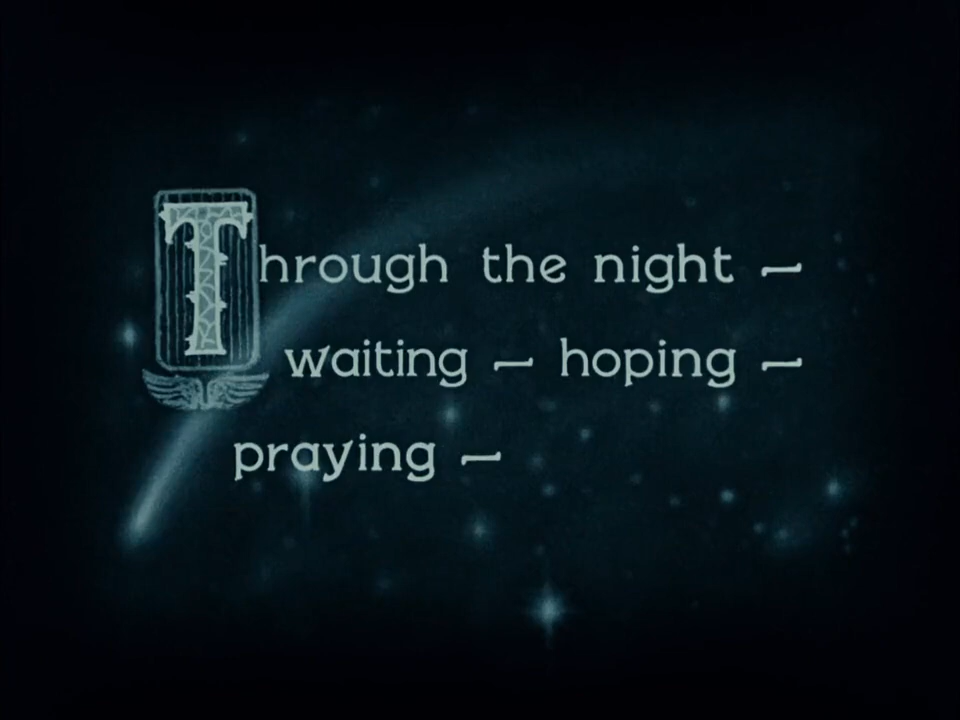 Through the night —
waiting — hoping —
praying —